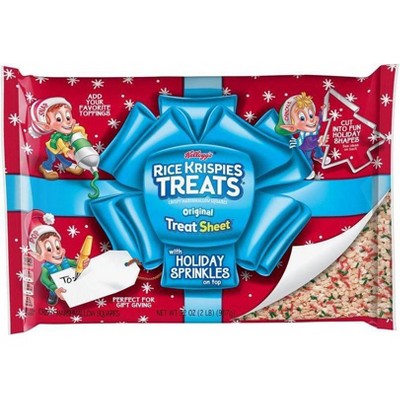 ADD
YOUR
FAVORITE
TOPPINGS!
CUT
INTO FUN
HOLIDAY
SHAPES
Kellogg's
RICE KRISPIES
TREATS
Original
Treat Sheet
with
HOLIDAY
SPRINKLES
on top
To:
PERFECT FOR
GIFT GIVING
NET WT 32 OZ (2 LB) (907g)